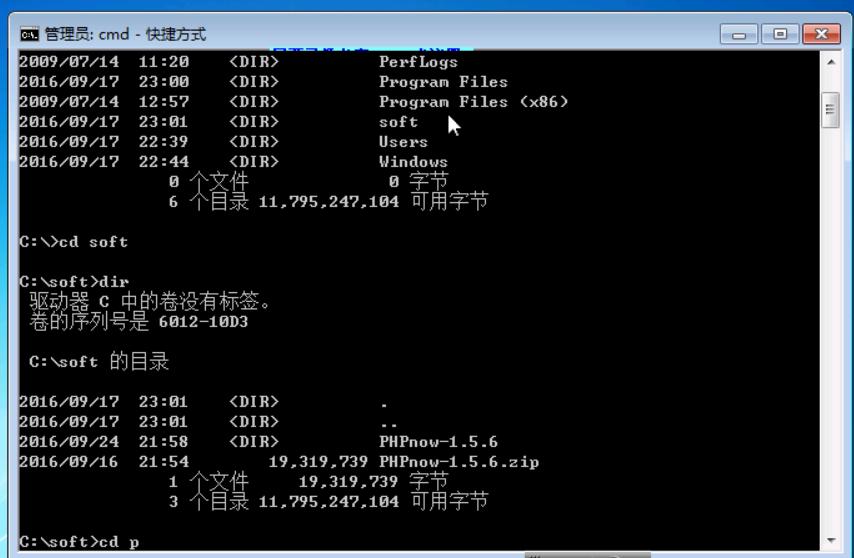 管理员: cmd - 快捷方式
2009/07/14  11:20    <DIR>          PerfLogs
2016/09/17  23:00    <DIR>          Program Files
2009/07/14  12:57    <DIR>          Program Files (x86)
2016/09/17  23:01    <DIR>          soft
2016/09/17  22:39    <DIR>          Users
2016/09/17  22:44    <DIR>          Windows
0 个文件              0 字节
6 个目录 11,795,247,104 可用字节
C:\>cd soft
C:\soft>dir
驱动器 C 中的卷没有标签。
卷的序列号是 6012-10D3
C:\soft 的目录
2016/09/17  23:01    <DIR>          .
2016/09/17  23:01    <DIR>          ..
2016/09/24  21:58    <DIR>          PHPnow-1.5.6
2016/09/16  21:54        19,319,739 PHPnow-1.5.6.zip
1 个文件     19,319,739 字节
3 个目录 11,795,247,104 可用字节
C:\soft>cd p